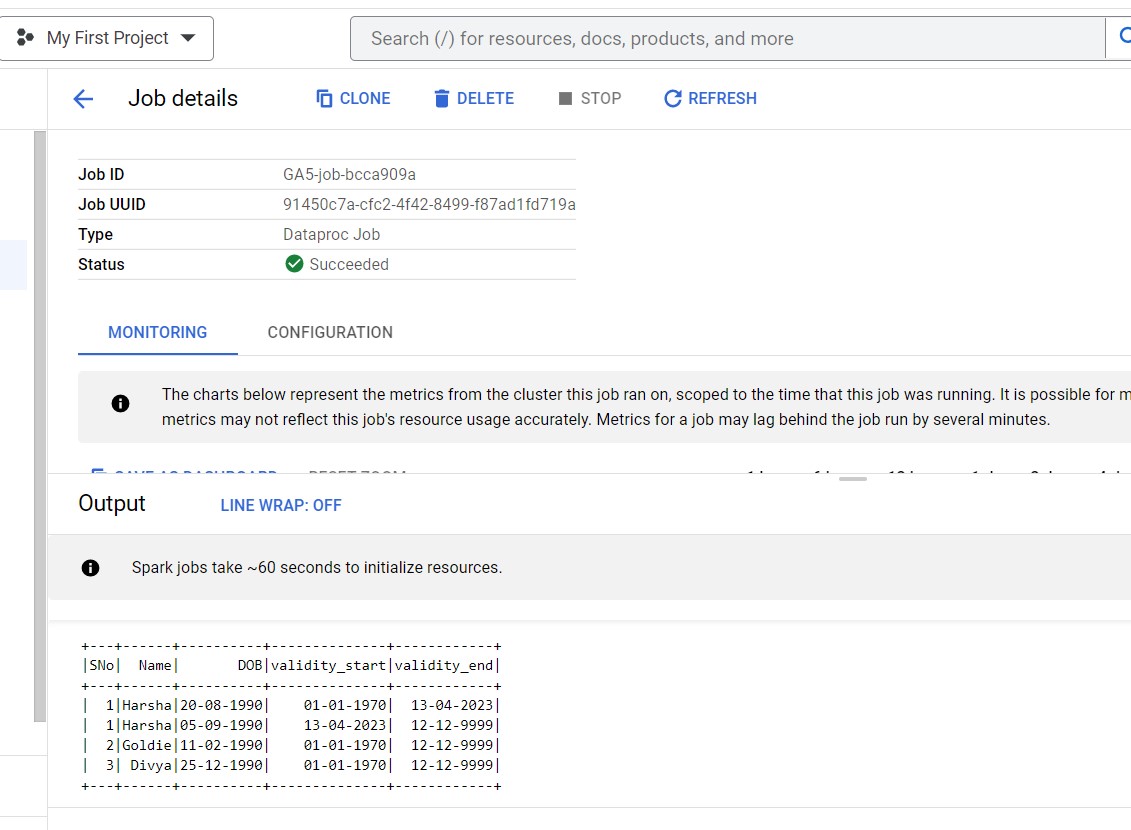 My First Project
Search (/) for resources, docs, products, and more
Job details CLONE DELETE STOP REFRESH
Job ID GA5-job-bcca909a
Job UUID 91450c7a-cfc2-4f42-8499-f87ad1fd719a
Type Dataproc Job
Status Succeeded
MONITORING CONFIGURATION
The charts below represent the metrics from the cluster this job ran on, scoped to the time that this job was running. It is possible for m
metrics may not reflect this job's resource usage accurately. Metrics for a job may lag behind the job run by several minutes.
SAVE AS DASHBOARD RESET ZOOM
Output LINE WRAP: OFF
Spark jobs take ~60 seconds to initialize resources.
+---+------+----------+--------------+------------+
|SNo|  Name|       DOB|validity_start|validity_end|
+---+------+----------+--------------+------------+
|  1|Harsha|20-08-1990|    01-01-1970|  13-04-2023|
|  1|Harsha|05-09-1990|    13-04-2023|  12-12-9999|
|  2|Goldie|11-02-1990|    01-01-1970|  12-12-9999|
|  3| Divya|25-12-1990|    01-01-1970|  12-12-9999|
+---+------+----------+--------------+------------+